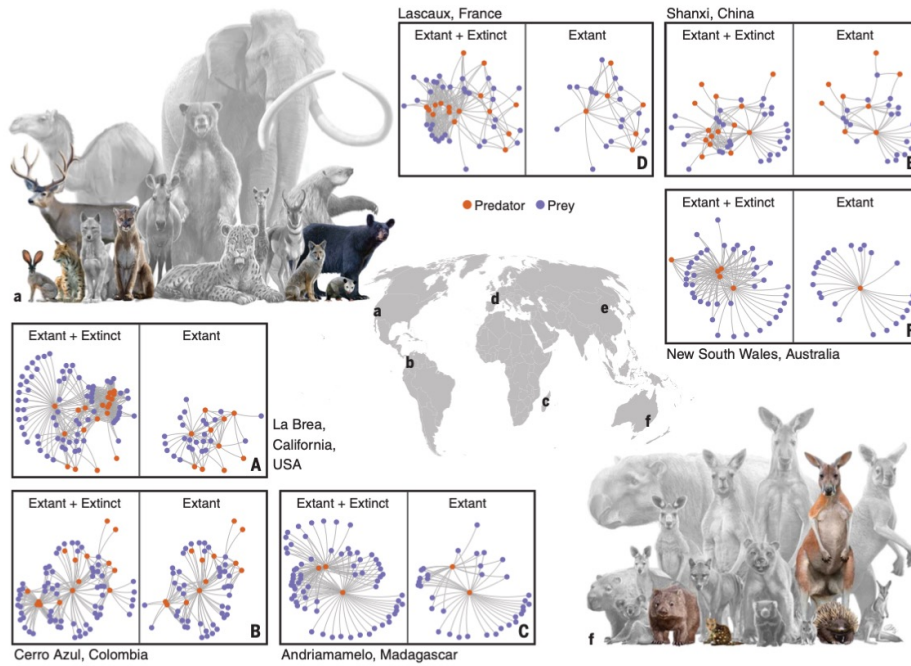 Lascaux, France
Extant + Extinct
Extant
D
Shanxi, China
Extant + Extinct
Extant
E
Predator
Prey
Extant + Extinct
Extant
F
New South Wales, Australia
a
a
b
c
d
e
f
Extant + Extinct
Extant
A
La Brea,
California,
USA
Extant + Extinct
Extant
B
Cerro Azul, Colombia
Extant + Extinct
Extant
C
Andriamamelo, Madagascar
f